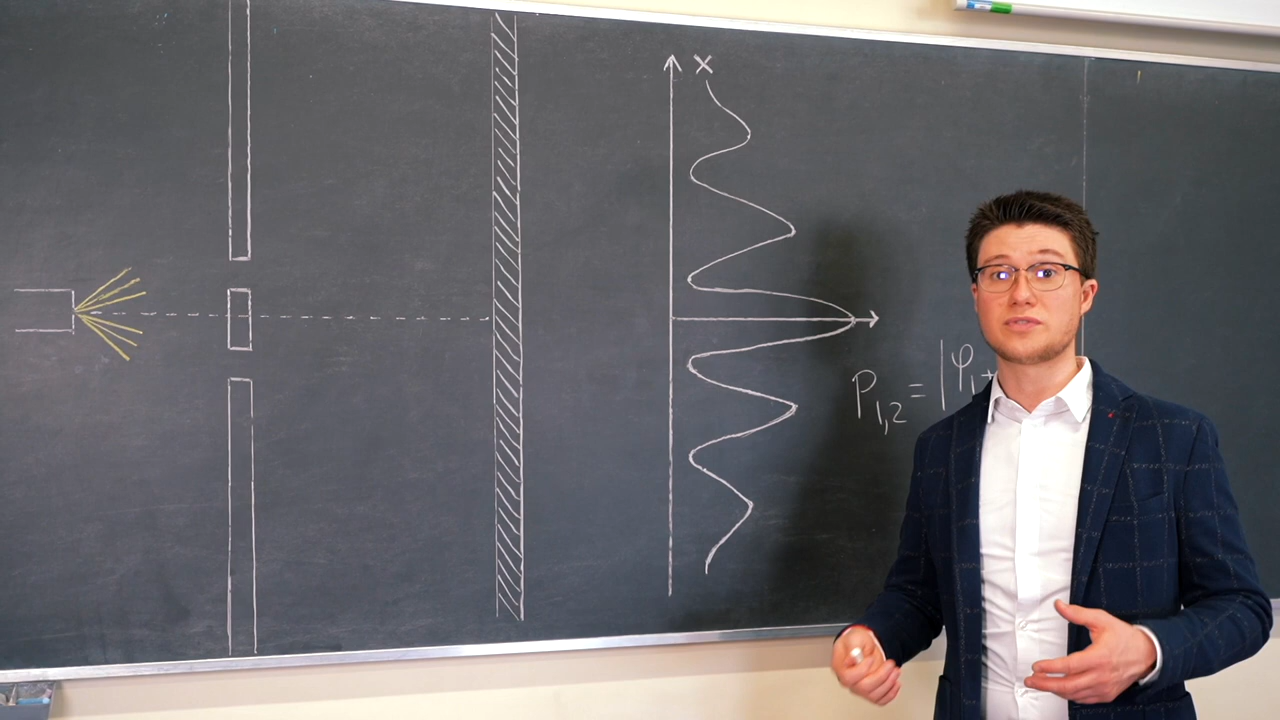 x
P₁,₂ = |φ₁+